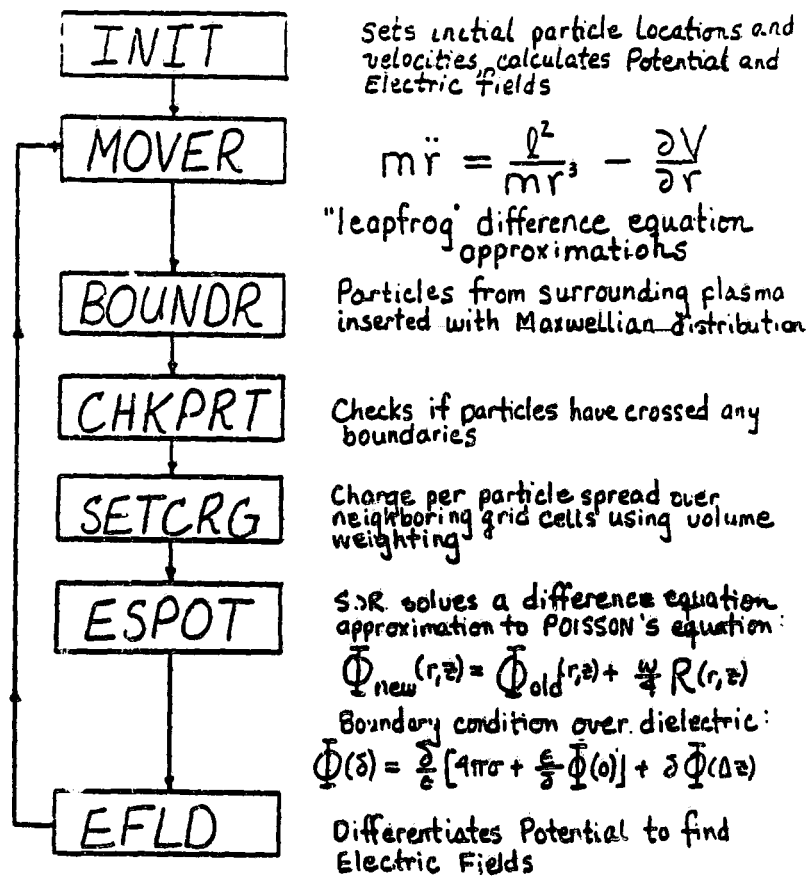 INIT
Sets initial particle locations and
velocities, calculates Potential and
Electric fields
MOVER
m r̈ = ℓ²/mr³ − ∂V/∂r
"leapfrog" difference equation
approximations
BOUNDR
Particles from surrounding plasma
inserted with Maxwellian distribution
CHKPRT
Checks if particles have crossed any
boundaries
SETCRG
Charge per particle spread over
neighboring grid cells using volume
weighting
ESPOT
S.O.R. solves a difference equation
approximation to POISSON's equation:
Φnew(r,z) = Φold(r,z) + ω/4 R(r,z)
Boundary condition over dielectric:
Φ(δ) = δ/ε [4πσ + ε/δ Φ(0)] + δ Φ(Δz)
EFLD
Differentiates Potential to find
Electric Fields